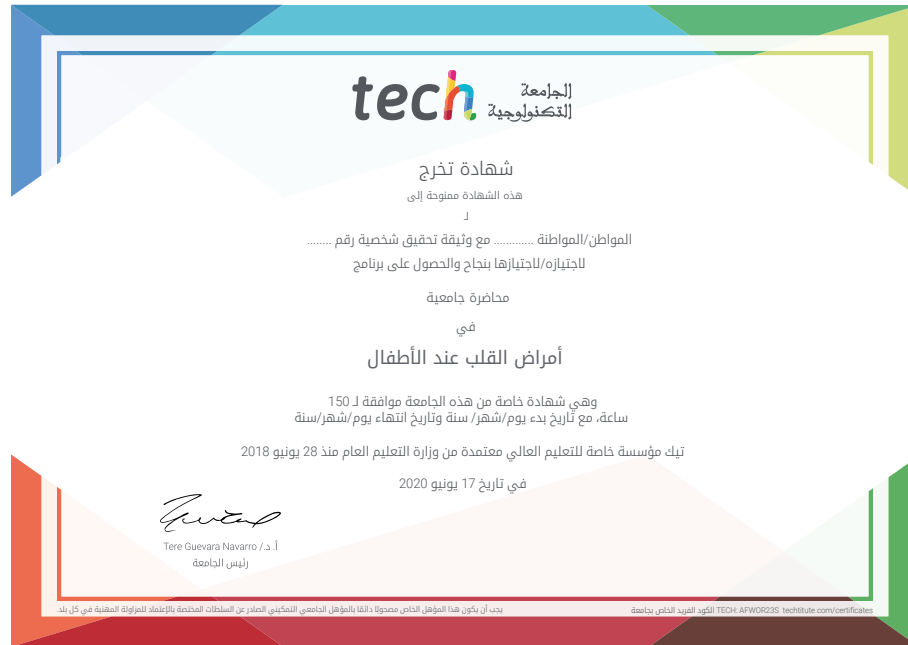 tech الجامعة
التكنولوجية
شهادة تخرج
هذه الشهادة ممنوحة إلى
لـ
المواطن/المواطنة ............. مع وثيقة تحقيق شخصية رقم ........
لاجتيازه/لاجتيازها بنجاح والحصول على برنامج
محاضرة جامعية
في
أمراض القلب عند الأطفال
وهي شهادة خاصة من هذه الجامعة موافقة لـ 150
ساعة، مع تاريخ بدء يوم/شهر/ سنة وتاريخ انتهاء يوم/شهر/سنة
تيك مؤسسة خاصة للتعليم العالي معتمدة من وزارة التعليم العام منذ 28 يونيو 2018
في تاريخ 17 يونيو 2020
أ. د./ Tere Guevara Navarro
رئيس الجامعة
يجب أن يكون هذا المؤهل الخاص مصحوبًا دائمًا بالمؤهل الجامعي التمكيني الصادر عن السلطات المختصة بالإعتماد للمزاولة المهنية في كل بلد.
الكود الفريد الخاص بجامعة TECH: AFWOR23S techtitute.com/certificates